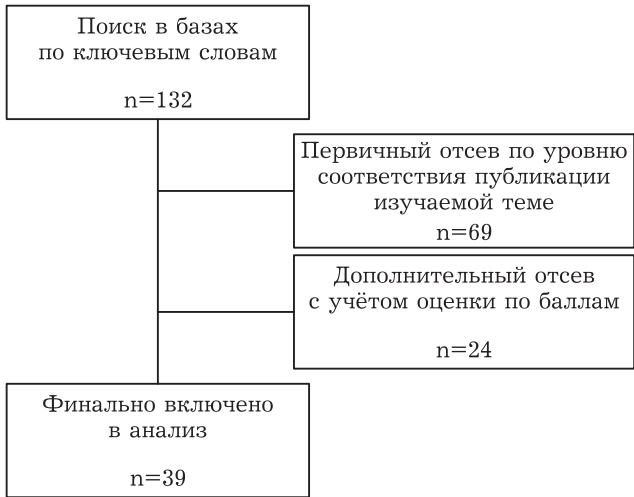 Поиск в базах
по ключевым словам
n=132
Первичный отсев по уровню
соответствия публикации
изучаемой теме
n=69
Дополнительный отсев
с учётом оценки по баллам
n=24
Финально включено
в анализ
n=39